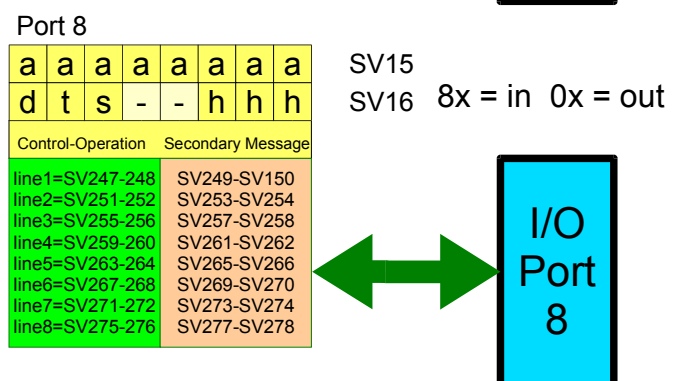 Port 8
a a a a a a a a SV15
d t s - - h h h SV16 8x = in 0x = out
Control-Operation Secondary Message
line1=SV247-248 SV249-SV150
line2=SV251-252 SV253-SV254
line3=SV255-256 SV257-SV258
line4=SV259-260 SV261-SV262
line5=SV263-264 SV265-SV266
line6=SV267-268 SV269-SV270
line7=SV271-272 SV273-SV274
line8=SV275-276 SV277-SV278
I/O
Port
8